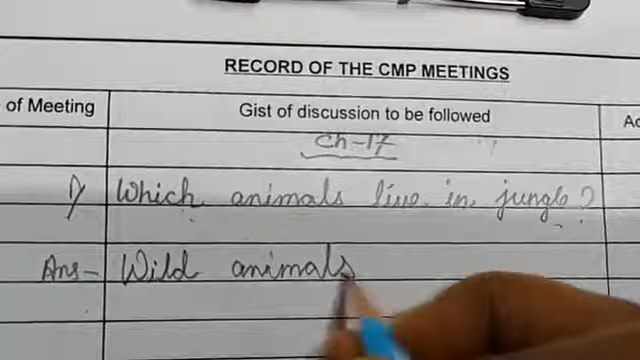 RECORD OF THE CMP MEETINGS
of Meeting Gist of discussion to be followed
Ch-17
1) Which animals live in jungle?
Ans- Wild animals